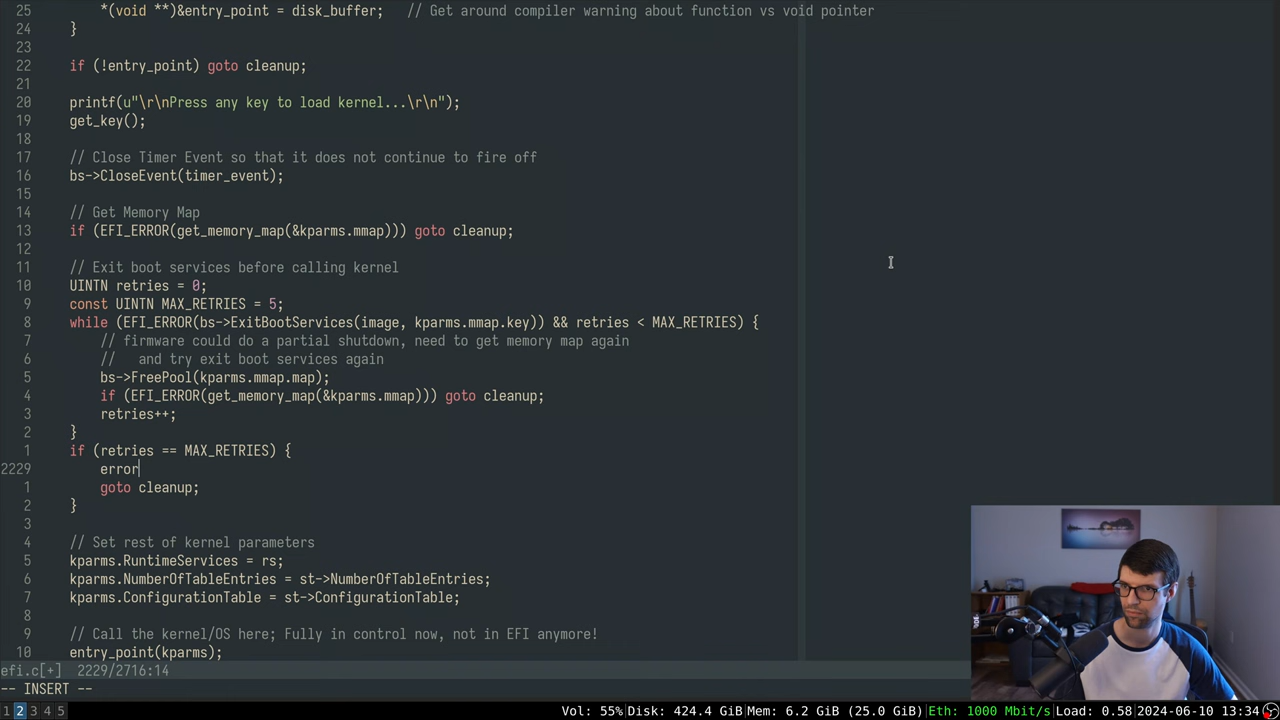 25 *(void **)&entry_point = disk_buffer;   // Get around compiler warning about function vs void pointer
24 }
23
22 if (!entry_point) goto cleanup;
21
20 printf(u"\r\nPress any key to load kernel...\r\n");
19 get_key();
18
17 // Close Timer Event so that it does not continue to fire off
16 bs->CloseEvent(timer_event);
15
14 // Get Memory Map
13 if (EFI_ERROR(get_memory_map(&kparms.mmap))) goto cleanup;
12
11 // Exit boot services before calling kernel
10 UINTN retries = 0;
9 const UINTN MAX_RETRIES = 5;
8 while (EFI_ERROR(bs->ExitBootServices(image, kparms.mmap.key)) && retries < MAX_RETRIES) {
7 // firmware could do a partial shutdown, need to get memory map again
6 //   and try exit boot services again
5 bs->FreePool(kparms.mmap.map);
4 if (EFI_ERROR(get_memory_map(&kparms.mmap))) goto cleanup;
3 retries++;
2 }
1 if (retries == MAX_RETRIES) {
2229 error
1 goto cleanup;
2 }
3
4 // Set rest of kernel parameters
5 kparms.RuntimeServices = rs;
6 kparms.NumberOfTableEntries = st->NumberOfTableEntries;
7 kparms.ConfigurationTable = st->ConfigurationTable;
8
9 // Call the kernel/OS here; Fully in control now, not in EFI anymore!
10 entry_point(kparms);
efi.c[+]  2229/2716:14
-- INSERT --
1 2 3 4 5 Vol: 55%|Disk: 424.4 GiB|Mem: 6.2 GiB (25.0 GiB)|Eth: 1000 Mbit/s|Load: 0.58|2024-06-10 13:34